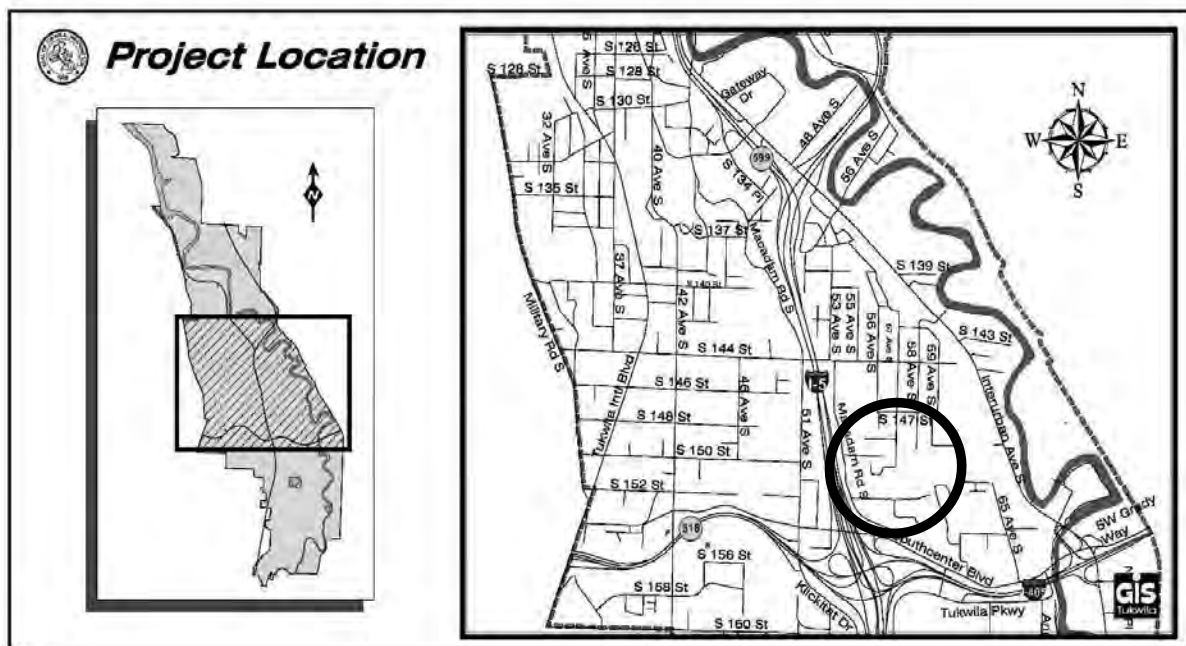 Project Location
N
N
W E
S
S 126 St
S 128 St
S 128 St
S 130 St
32 Ave S
40 Ave S
S 135 St
S 137 St
S 134 Pl
Gateway Dr
48 Ave S
56 Ave S
599
Macadam Rd S
S 139 St
S 140 St
37 Ave S
42 Ave S
Military Rd S
S 143 St
53 Ave S
55 Ave S
56 Ave S
58 Ave S
59 Ave S
S 144 St
S 146 St
46 Ave S
I-5
Tukwila Intl Blvd
S 147 St
S 148 St
51 Ave S
Macadam Rd S
Interurban Ave S
S 150 St
S 152 St
65 Ave S
SW Grady Way
518
S 156 St
Southcenter Blvd
S 158 St
Klickitat Dr
I-405
Tukwila Pkwy
S 160 St
GIS
Tukwila